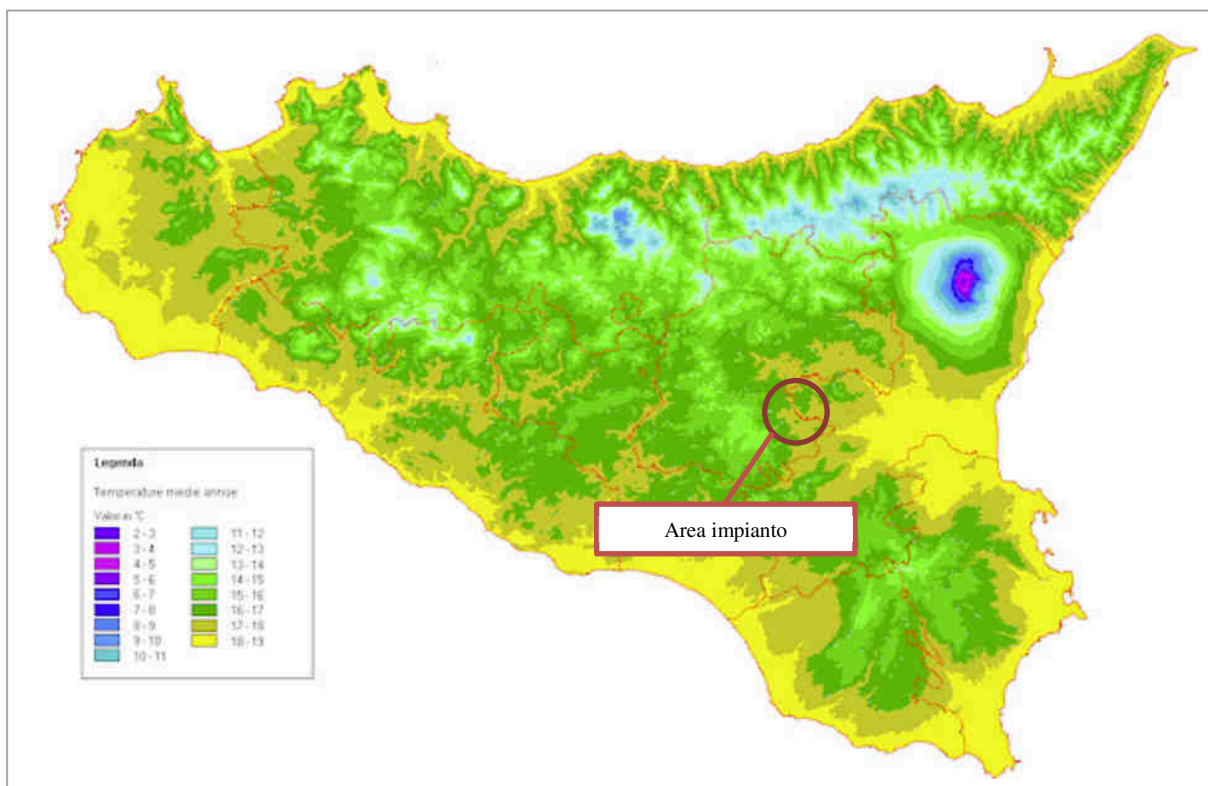 Legenda
Temperature medie annue
Valori in °C
2 - 3
3 - 4
4 - 5
5 - 6
6 - 7
7 - 8
8 - 9
9 - 10
10 - 11
11 - 12
12 - 13
13 - 14
14 - 15
15 - 16
16 - 17
17 - 18
18 - 19
Area impianto